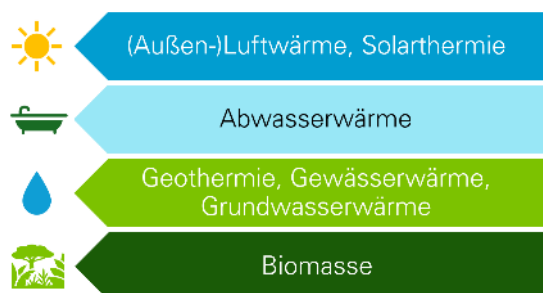 (Außen-)Luftwärme, Solarthermie
Abwasserwärme
Geothermie, Gewässerwärme,
Grundwasserwärme
Biomasse